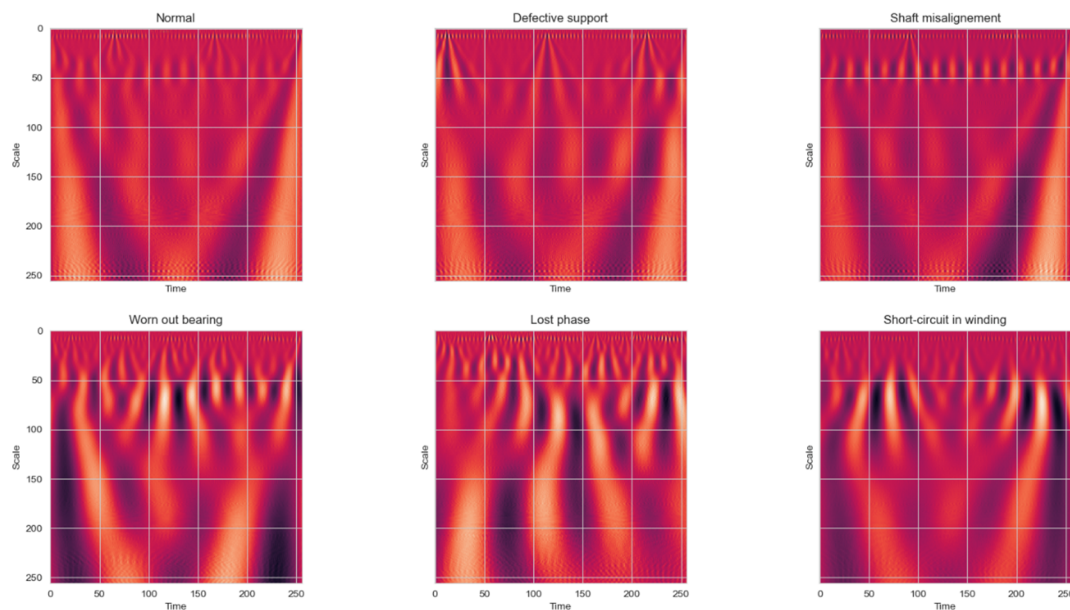 Normal
Defective support
Shaft misalignement
0
50
100
150
200
250
Scale
Time
Scale
Time
Scale
Time
Worn out bearing
Lost phase
Short-circuit in winding
0
50
100
150
200
250
Scale
0 50 100 150 200 250
Time
Scale
0 50 100 150 200 250
Time
Scale
0 50 100 150 200 250
Time